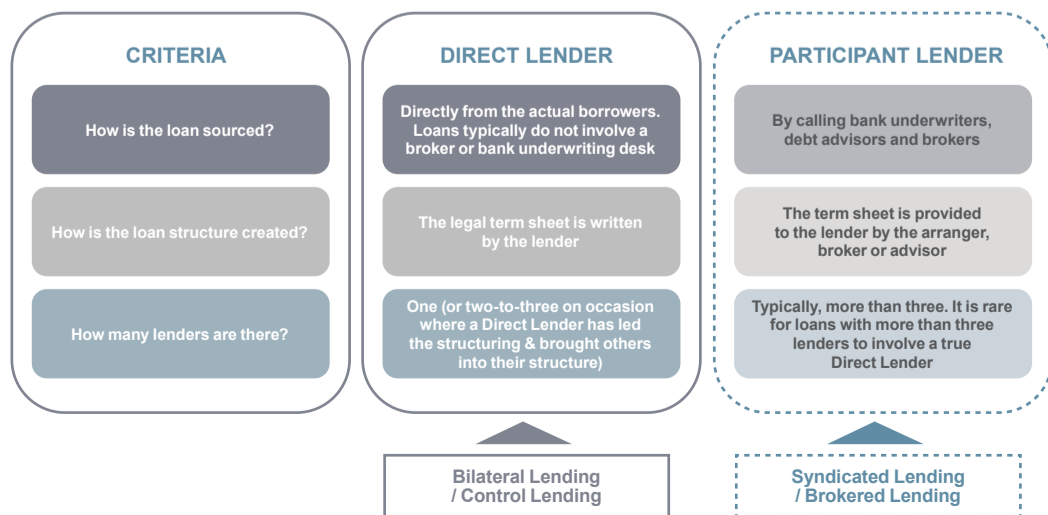 CRITERIA
How is the loan sourced?
How is the loan structure created?
How many lenders are there?
DIRECT LENDER
Directly from the actual borrowers.
Loans typically do not involve a
broker or bank underwriting desk
The legal term sheet is written
by the lender
One (or two-to-three on occasion
where a Direct Lender has led
the structuring & brought others
into their structure)
Bilateral Lending
/ Control Lending
PARTICIPANT LENDER
By calling bank underwriters,
debt advisors and brokers
The term sheet is provided
to the lender by the arranger,
broker or advisor
Typically, more than three. It is rare
for loans with more than three
lenders to involve a true
Direct Lender
Syndicated Lending
/ Brokered Lending